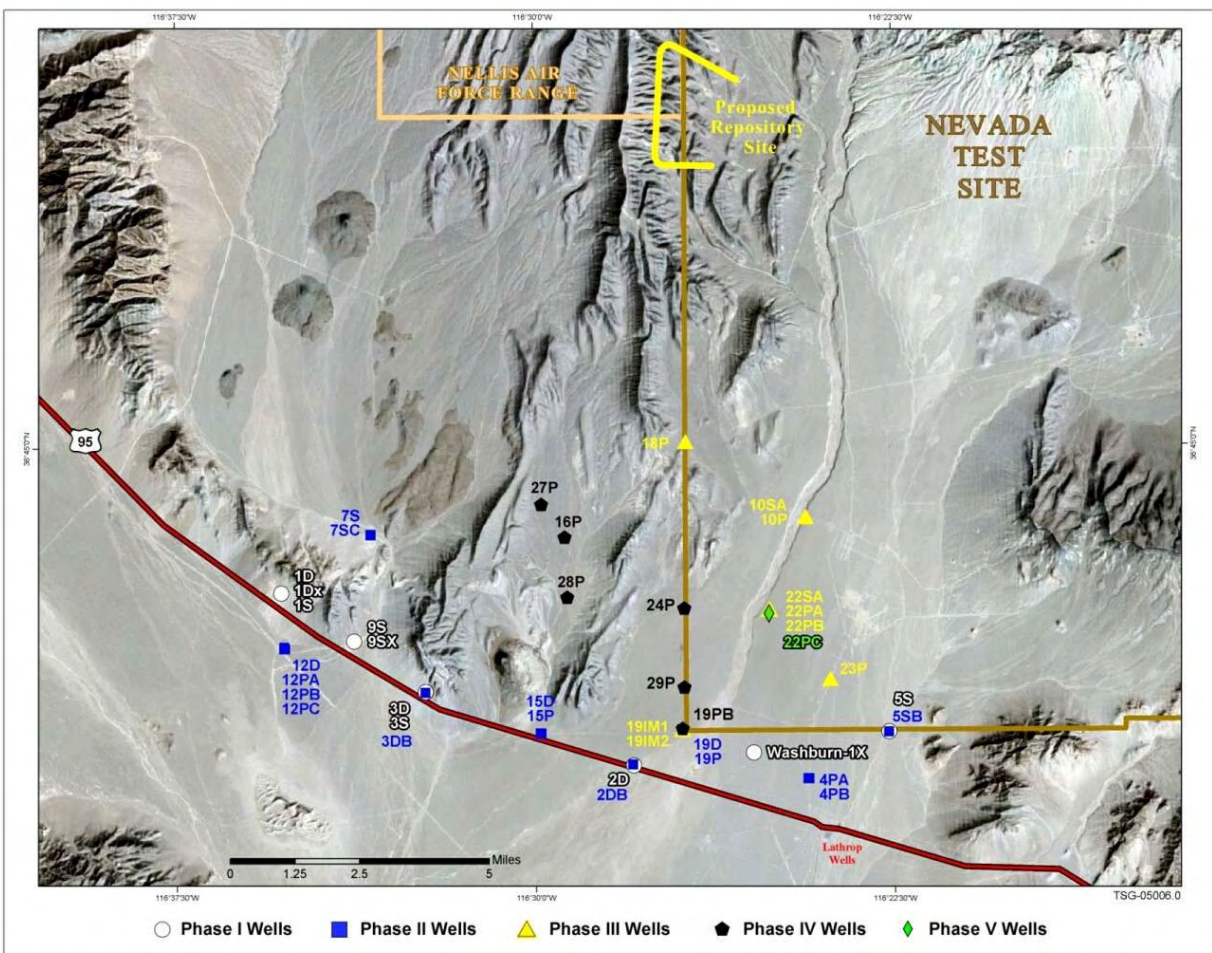 116°37'30"W
116°30'0"W
116°22'30"W
NELLIS AIR
FORCE RANGE
Proposed
Repository
Site
NEVADA
TEST
SITE
95
36°45'0"N
36°45'0"N
18P
27P
16P
10SA
10P
7S
7SC
1D
1Dx
1S
28P
24P
22SA
22PA
22PB
22PC
9S
9SX
12D
12PA
12PB
12PC
29P
23P
3D
3S
3DB
15D
15P
19IM1
19IM2
19PB
19D
19P
5S
5SB
Washburn-1X
2D
2DB
4PA
4PB
Lathrop
Wells
Miles
0 1.25 2.5 5
116°37'30"W
116°30'0"W
116°22'30"W
TSG-05006.0
Phase I Wells
Phase II Wells
Phase III Wells
Phase IV Wells
Phase V Wells